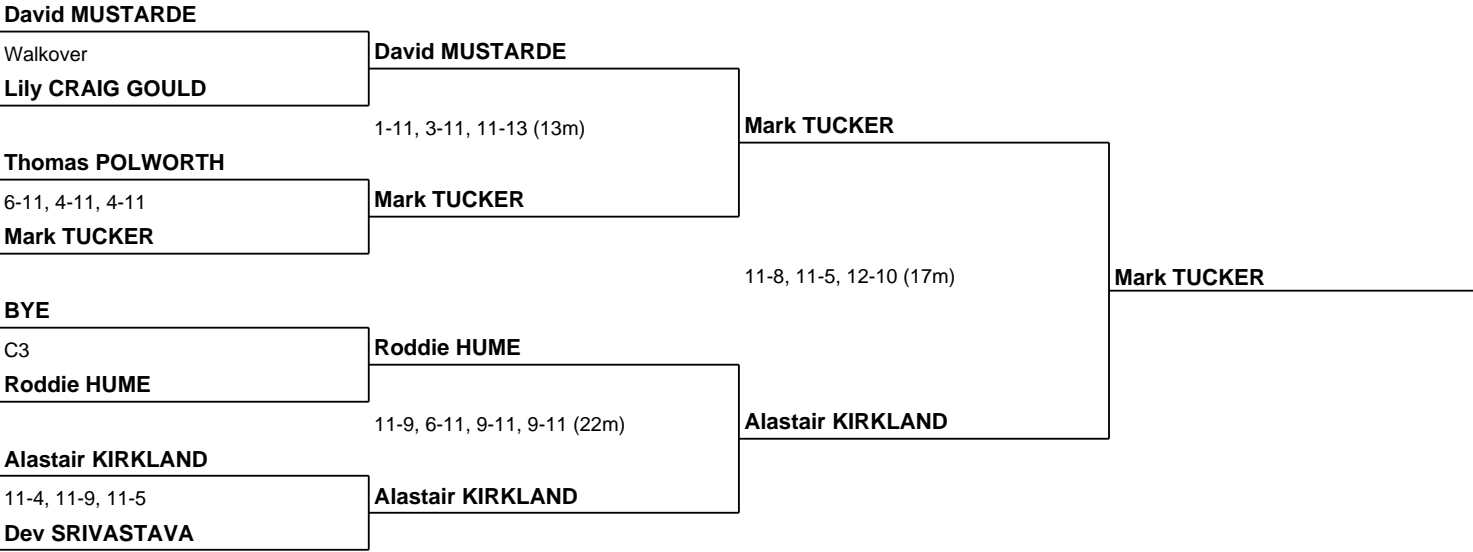 David MUSTARDE
Walkover
Lily CRAIG GOULD
Thomas POLWORTH
6-11, 4-11, 4-11
Mark TUCKER
BYE
C3
Roddie HUME
Alastair KIRKLAND
11-4, 11-9, 11-5
Dev SRIVASTAVA
David MUSTARDE
1-11, 3-11, 11-13 (13m)
Mark TUCKER
Roddie HUME
11-9, 6-11, 9-11, 9-11 (22m)
Alastair KIRKLAND
Mark TUCKER
11-8, 11-5, 12-10 (17m)
Alastair KIRKLAND
Mark TUCKER